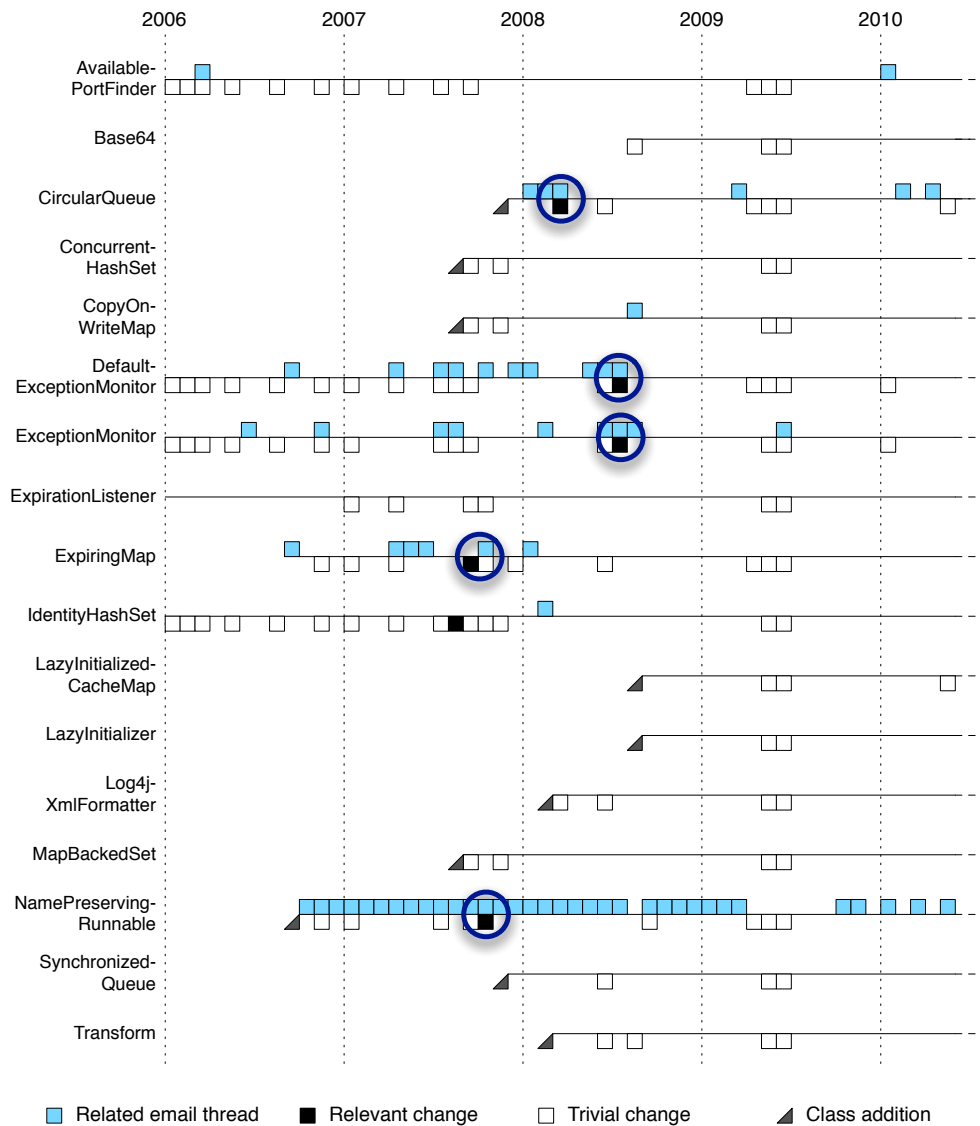 2006 2007 2008 2009 2010
Available-
PortFinder
Base64
CircularQueue
Concurrent-
HashSet
CopyOn-
WriteMap
Default-
ExceptionMonitor
ExceptionMonitor
ExpirationListener
ExpiringMap
IdentityHashSet
LazyInitialized-
CacheMap
LazyInitializer
Log4j-
XmlFormatter
MapBackedSet
NamePreserving-
Runnable
Synchronized-
Queue
Transform
Related email thread Relevant change Trivial change Class addition